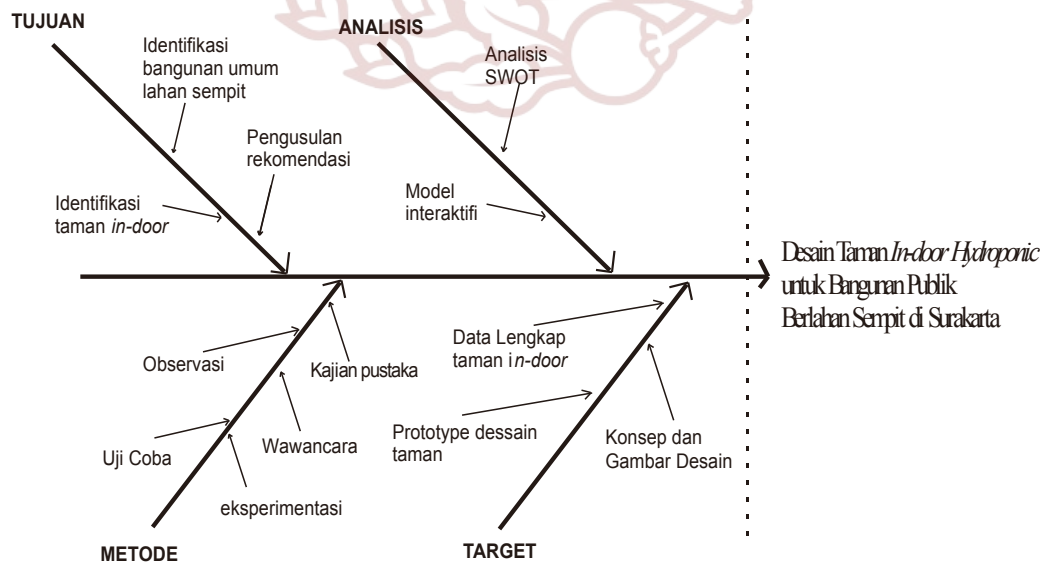 TUJUAN
ANALISIS
Identifikasi
bangunan umum
lahan sempit
Analisis
SWOT
Pengusulan
rekomendasi
Identifikasi
taman in-door
Model
interaktifi
Desain Taman In-door Hydroponic
untuk Bangunan Publik
Berlahan Sempit di Surakarta
Observasi
Kajian pustaka
Data Lengkap
taman in-door
Uji Coba
Wawancara
Prototype dessain
taman
Konsep dan
Gambar Desain
eksperimentasi
METODE
TARGET